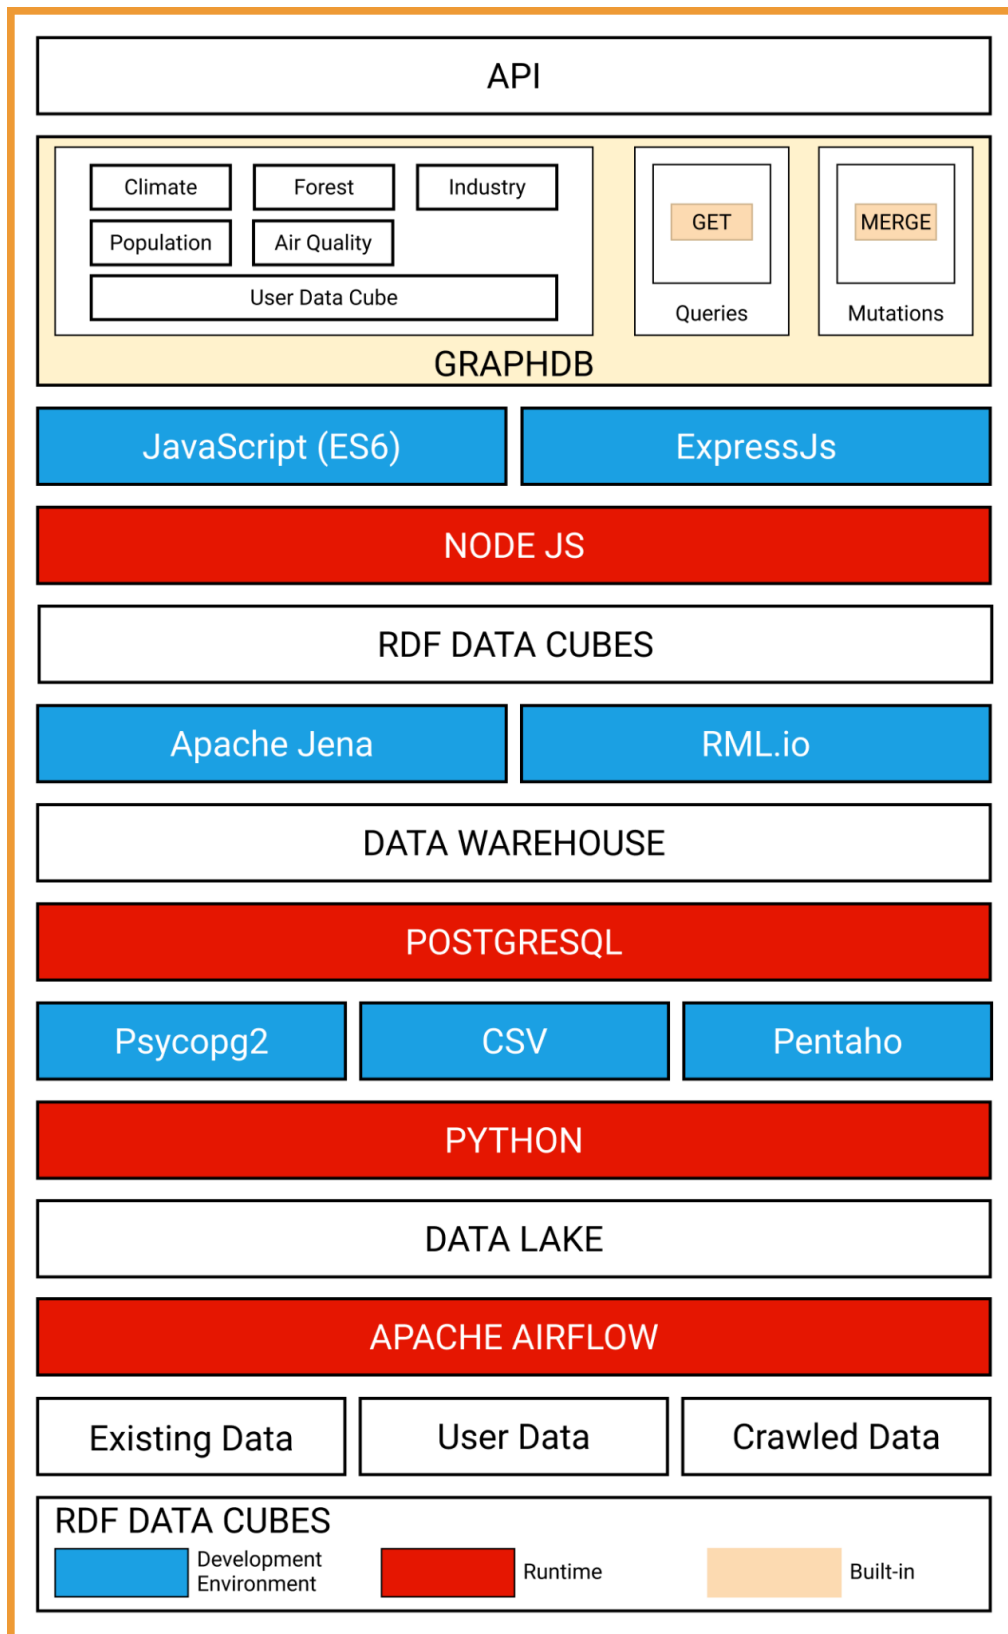 API
Climate
Forest
Industry
Population
Air Quality
User Data Cube
GET
Queries
MERGE
Mutations
GRAPHDB
JavaScript (ES6)
ExpressJs
NODE JS
RDF DATA CUBES
Apache Jena
RML.io
DATA WAREHOUSE
POSTGRESQL
Psycopg2
CSV
Pentaho
PYTHON
DATA LAKE
APACHE AIRFLOW
Existing Data
User Data
Crawled Data
RDF DATA CUBES
Development
Environment
Runtime
Built-in